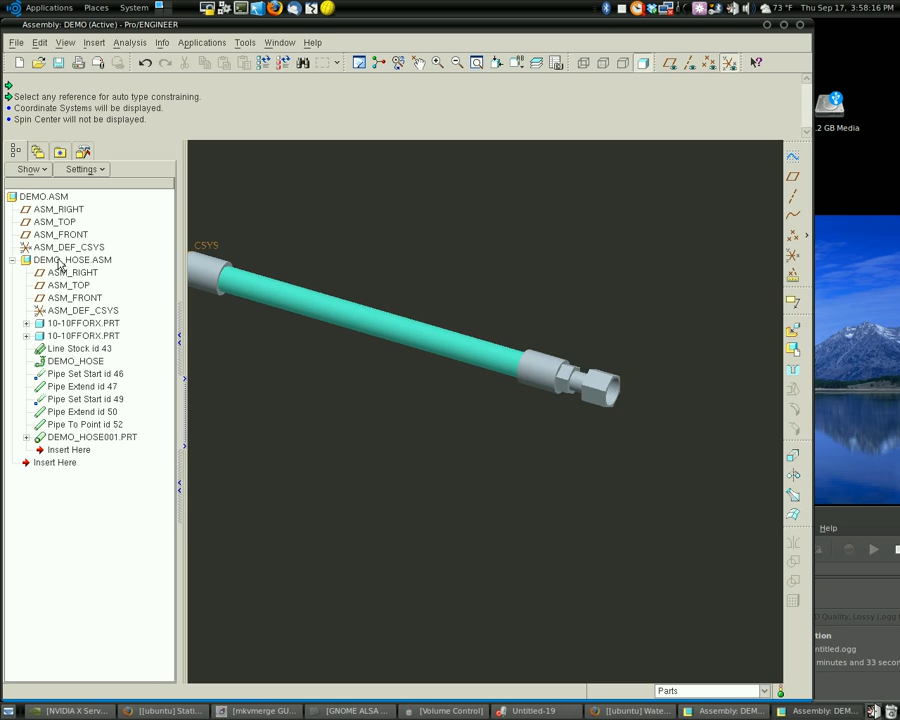 Applications Places System 73 °F Thu Sep 17, 3:58:16 PM
Assembly: DEMO (Active) - Pro/ENGINEER
File Edit View Insert Analysis Info Applications Tools Window Help
Select any reference for auto type constraining.
Coordinate Systems will be displayed.
Spin Center will not be displayed.
.2 GB Media
Show Settings
DEMO.ASM
ASM_RIGHT
ASM_TOP
ASM_FRONT
ASM_DEF_CSYS
DEMO_HOSE.ASM
ASM_RIGHT
ASM_TOP
ASM_FRONT
ASM_DEF_CSYS
10-10FFORX.PRT
10-10FFORX.PRT
Line Stock id 43
DEMO_HOSE
Pipe Set Start id 46
Pipe Extend id 47
Pipe Set Start id 49
Pipe Extend id 50
Pipe To Point id 52
DEMO_HOSE001.PRT
Insert Here
Insert Here
CSYS
Help
D Quality, Lossy (.ogg
tion
ntitled.ogg
minutes and 33 secon
Parts
[NVIDIA X Serv... [[ubuntu] Stati... [mkvmerge GU... [GNOME ALSA ... [Volume Control] Untitled-19 [[ubuntu] Wate... Assembly: DEM... Assembly: DEM...